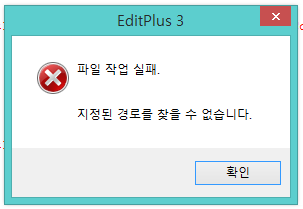 EditPlus 3
파일 작업 실패.
지정된 경로를 찾을 수 없습니다.
확인